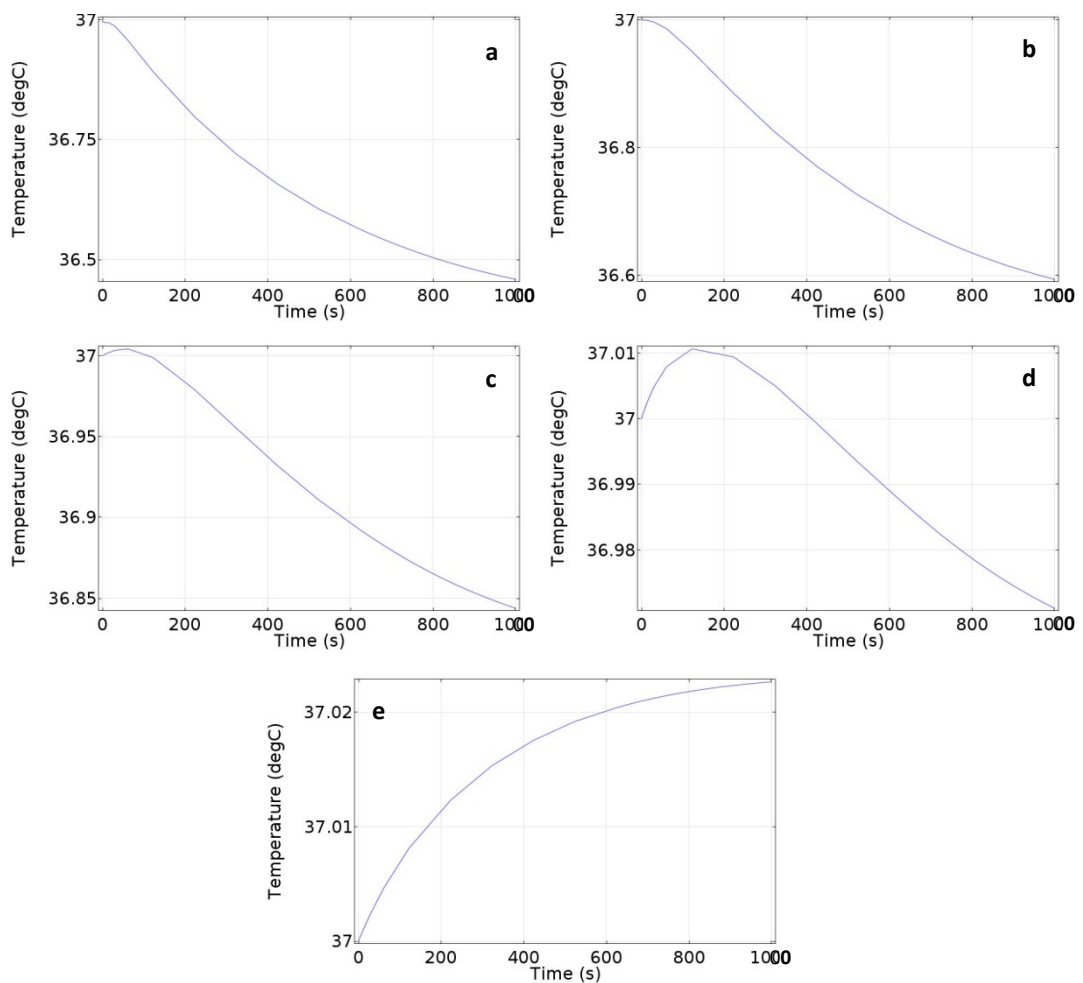 a
37
36.75
36.5
Temperature (degC)
0 200 400 600 800 1000
Time (s)
b
37
36.8
36.6
Temperature (degC)
0 200 400 600 800 1000
Time (s)
c
37
36.95
36.9
36.85
Temperature (degC)
0 200 400 600 800 1000
Time (s)
d
37.01
37
36.99
36.98
Temperature (degC)
0 200 400 600 800 1000
Time (s)
e
37.02
37.01
37
Temperature (degC)
0 200 400 600 800 1000
Time (s)